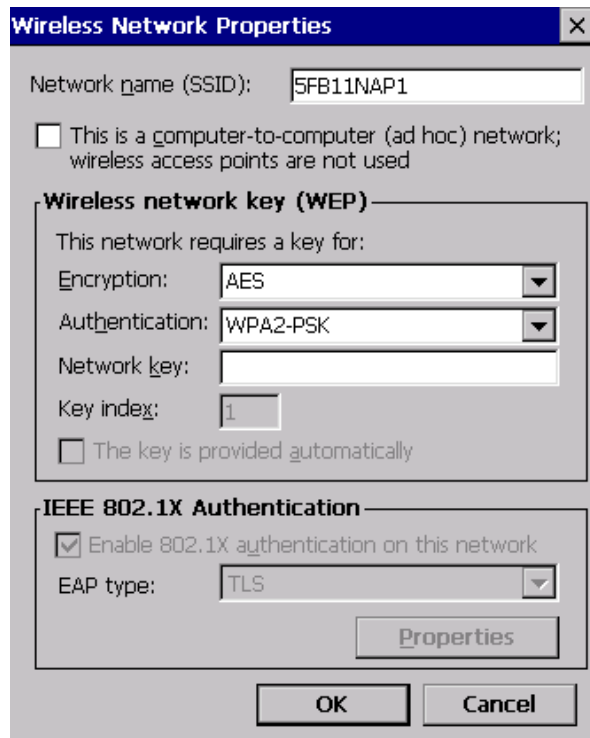 Wireless Network Properties
Network name (SSID): 5FB11NAP1
This is a computer-to-computer (ad hoc) network;
wireless access points are not used
Wireless network key (WEP)
This network requires a key for:
Encryption: AES
Authentication: WPA2-PSK
Network key:
Key index: 1
The key is provided automatically
IEEE 802.1X Authentication
Enable 802.1X authentication on this network
EAP type: TLS
Properties
OK Cancel